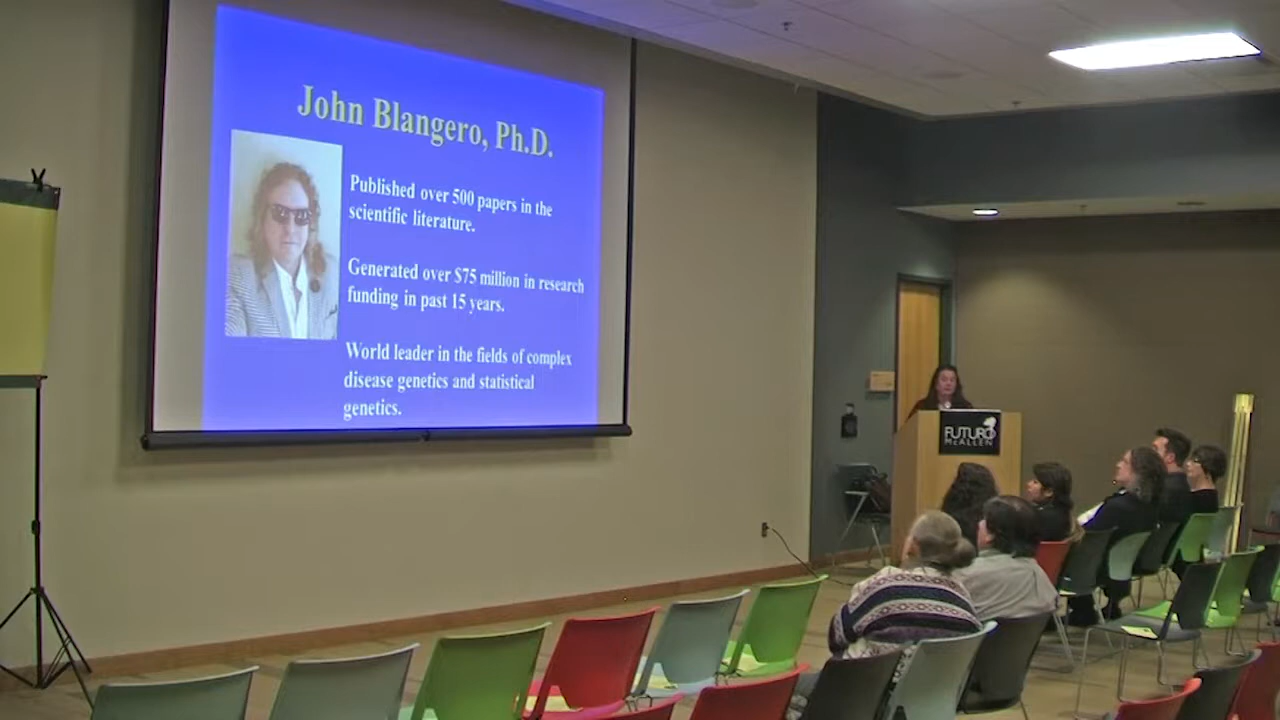 John Blangero, Ph.D.
Published over 500 papers in the
scientific literature.
Generated over $75 million in research
funding in past 15 years.
World leader in the fields of complex
disease genetics and statistical
genetics.
FUTURO
McALLEN